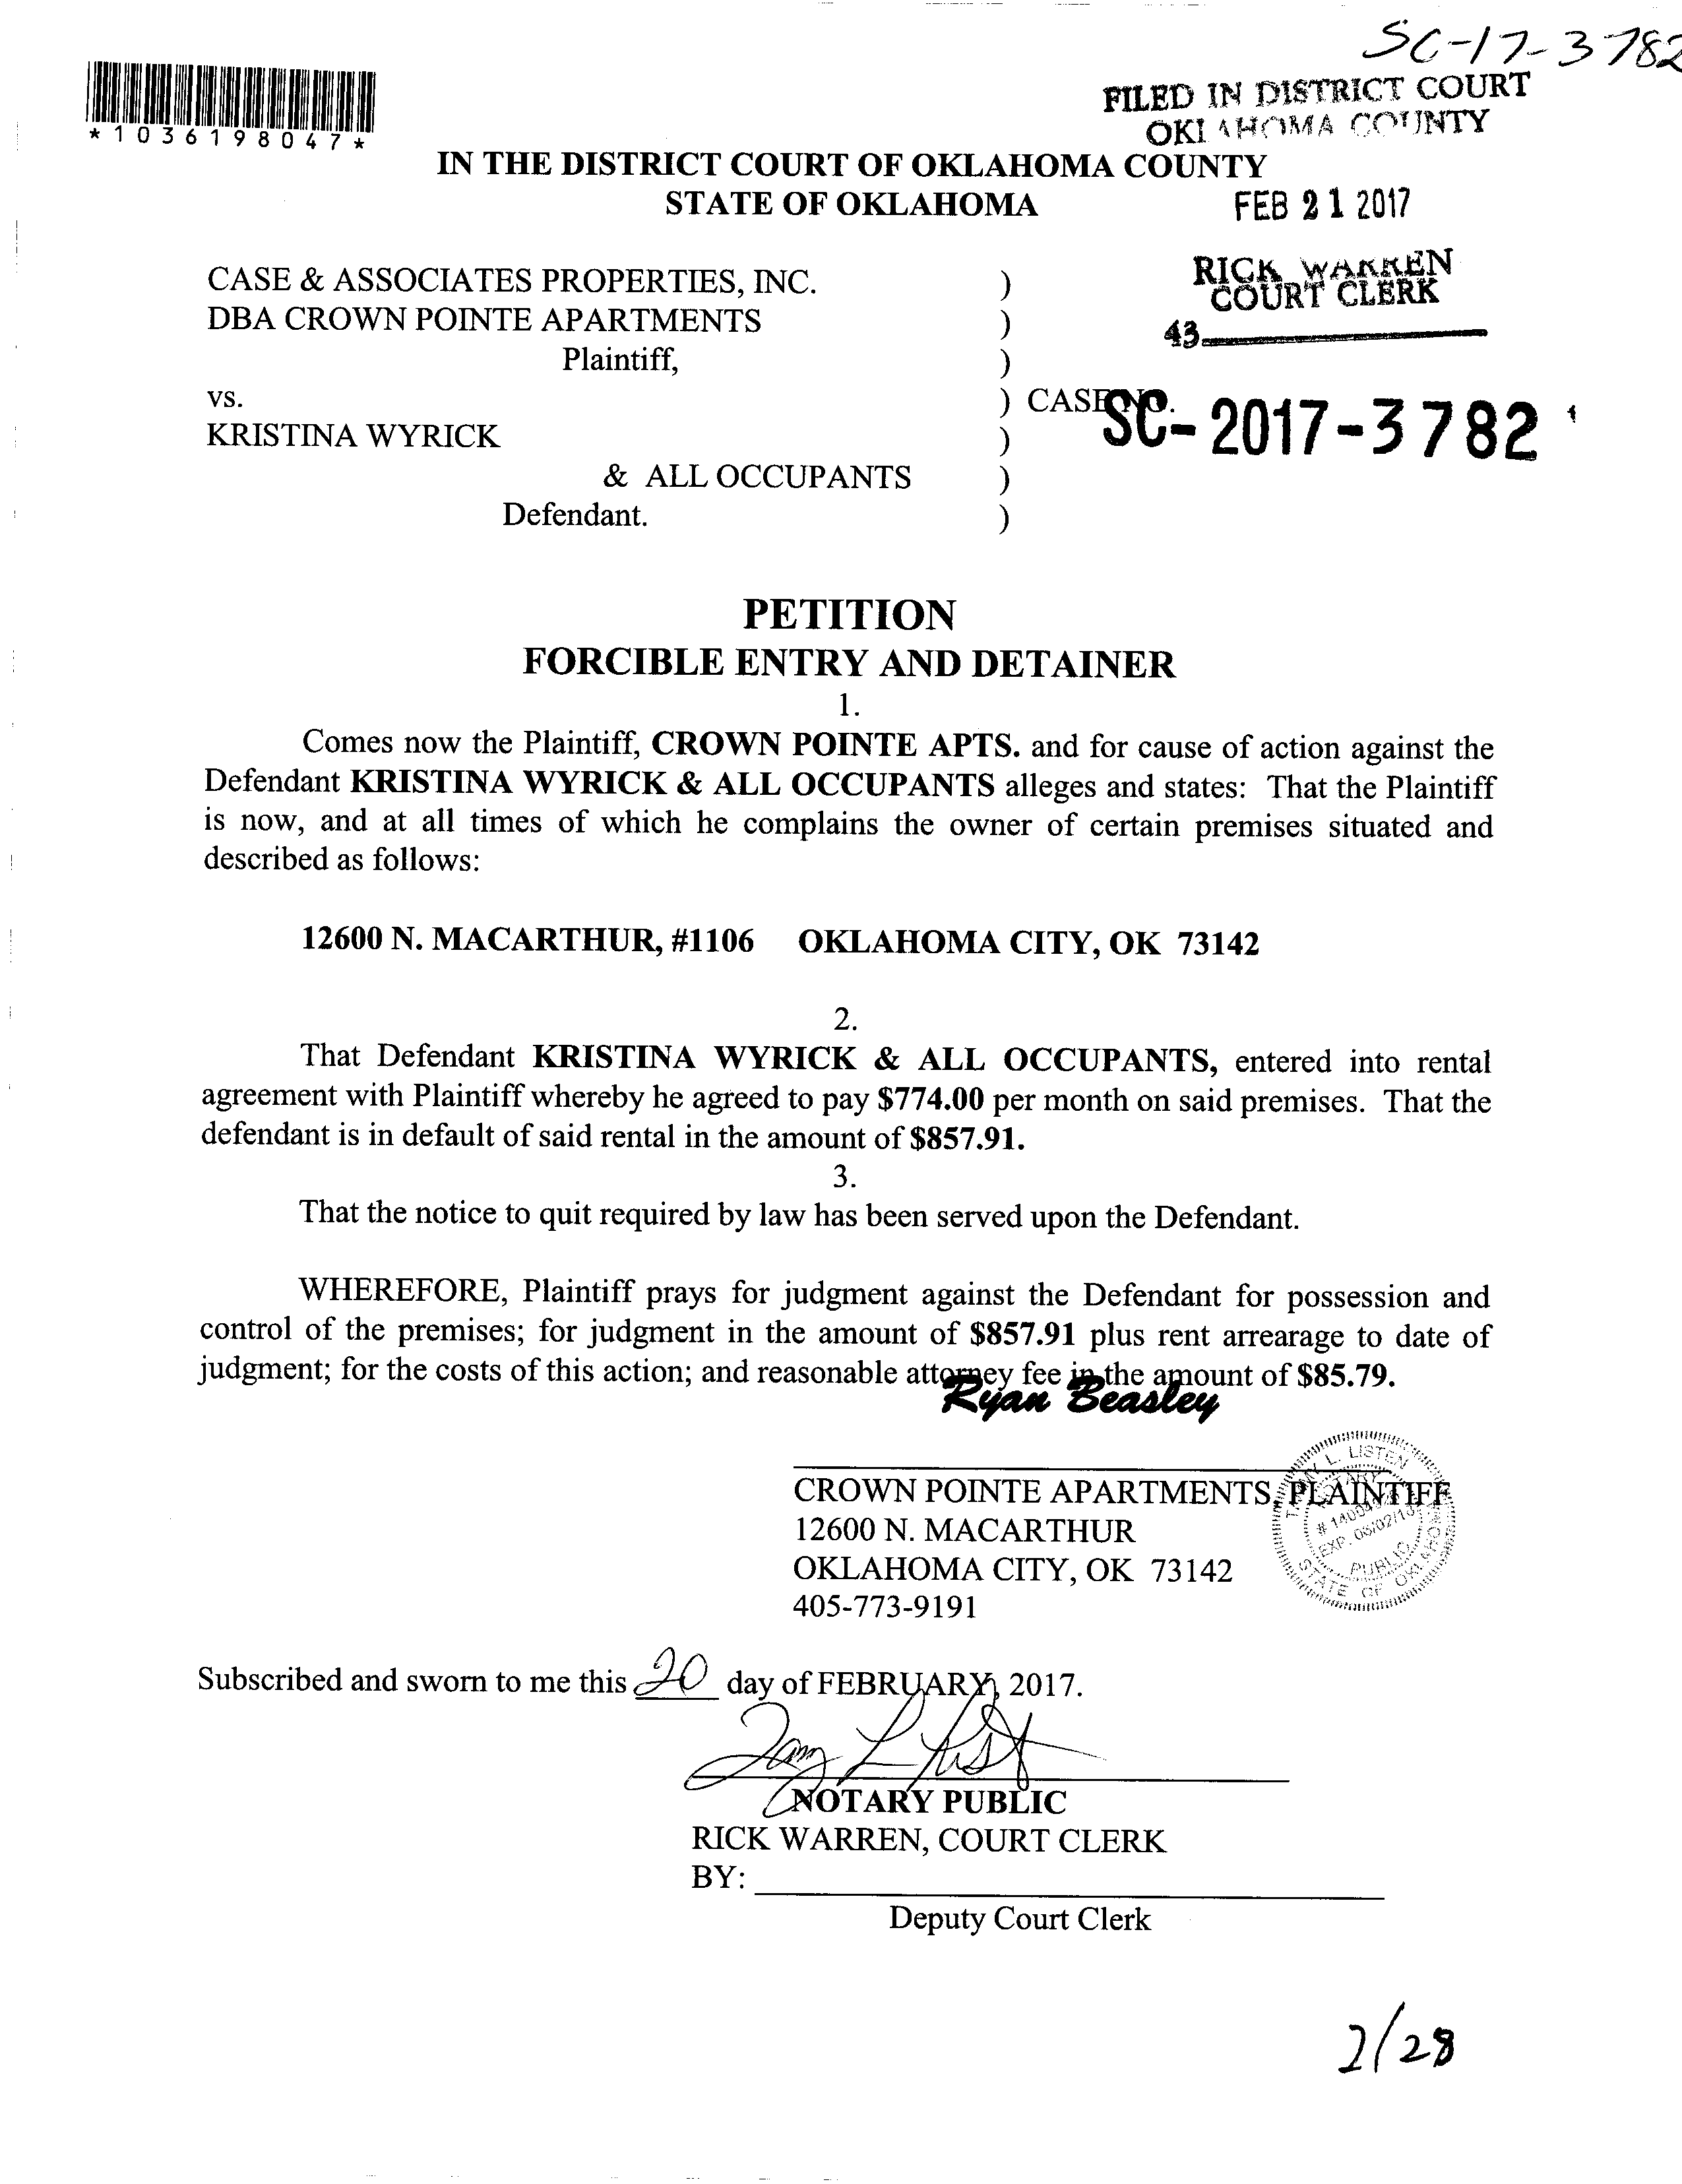 SC-17-3782
*1036198047*
FILED IN DISTRICT COURT
OKLAHOMA COUNTY
IN THE DISTRICT COURT OF OKLAHOMA COUNTY
STATE OF OKLAHOMA
FEB 21 2017
RICK WARREN
COURT CLERK
43
CASE & ASSOCIATES PROPERTIES, INC. )
DBA CROWN POINTE APARTMENTS )
Plaintiff, )
vs. ) CASE NO. SC-2017-3782
KRISTINA WYRICK )
& ALL OCCUPANTS )
Defendant. )
PETITION
FORCIBLE ENTRY AND DETAINER
1.
Comes now the Plaintiff, CROWN POINTE APTS. and for cause of action against the
Defendant KRISTINA WYRICK & ALL OCCUPANTS alleges and states: That the Plaintiff
is now, and at all times of which he complains the owner of certain premises situated and
described as follows:
12600 N. MACARTHUR, #1106 OKLAHOMA CITY, OK 73142
2.
That Defendant KRISTINA WYRICK & ALL OCCUPANTS, entered into rental
agreement with Plaintiff whereby he agreed to pay $774.00 per month on said premises. That the
defendant is in default of said rental in the amount of $857.91.
3.
That the notice to quit required by law has been served upon the Defendant.
WHEREFORE, Plaintiff prays for judgment against the Defendant for possession and
control of the premises; for judgment in the amount of $857.91 plus rent arrearage to date of
judgment; for the costs of this action; and reasonable attorney fee in the amount of $85.79.
Ryan Beasley
CROWN POINTE APARTMENTS, PLAINTIFF
12600 N. MACARTHUR
OKLAHOMA CITY, OK 73142
405-773-9191
L. LISTEN
NOTARY
PUBLIC
STATE OF OKLAHOMA
Subscribed and sworn to me this 20 day of FEBRUARY, 2017.
NOTARY PUBLIC
RICK WARREN, COURT CLERK
BY:
Deputy Court Clerk
2/28